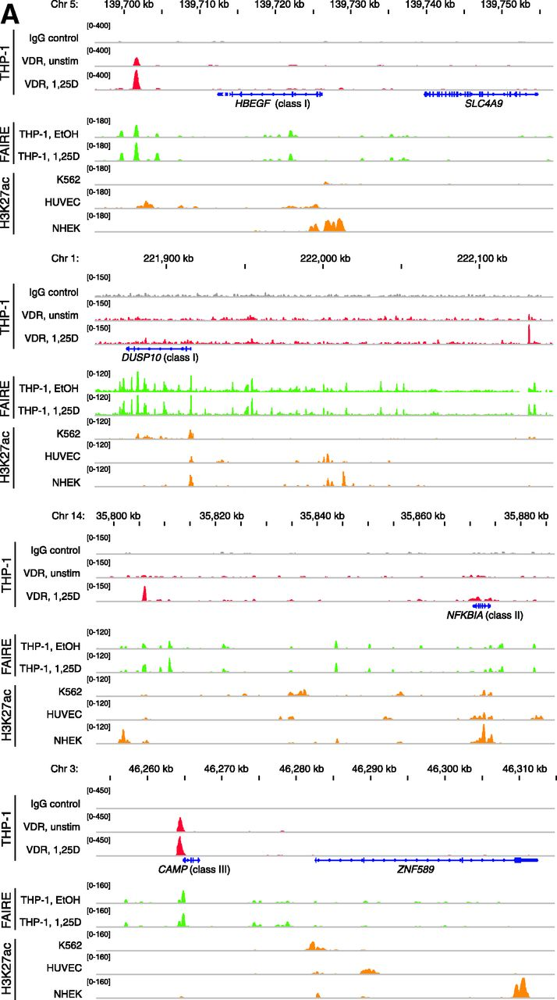 A
Chr 5: 139,700 kb 139,710 kb 139,720 kb 139,730 kb 139,740 kb 139,750 kb
THP-1
[0-400]
IgG control
[0-400]
VDR, unstim
[0-400]
VDR, 1,25D
HBEGF (class I) SLC4A9
FAIRE
[0-180]
THP-1, EtOH
[0-180]
THP-1, 1,25D
H3K27ac
[0-180]
K562
[0-180]
HUVEC
[0-180]
NHEK
Chr 1: 221,900 kb 222,000 kb 222,100 kb
THP-1
[0-150]
IgG control
[0-150]
VDR, unstim
[0-150]
VDR, 1,25D
DUSP10 (class I)
FAIRE
[0-120]
THP-1, EtOH
[0-120]
THP-1, 1,25D
H3K27ac
[0-120]
K562
[0-120]
HUVEC
[0-120]
NHEK
Chr 14: 35,800 kb 35,820 kb 35,840 kb 35,860 kb 35,880 kb
THP-1
[0-150]
IgG control
[0-150]
VDR, unstim
[0-150]
VDR, 1,25D
NFKBIA (class II)
FAIRE
[0-120]
THP-1, EtOH
[0-120]
THP-1, 1,25D
H3K27ac
[0-120]
K562
[0-120]
HUVEC
[0-120]
NHEK
Chr 3: 46,260 kb 46,270 kb 46,280 kb 46,290 kb 46,300 kb 46,310 kb
THP-1
[0-450]
IgG control
[0-450]
VDR, unstim
[0-450]
VDR, 1,25D
CAMP (class III) ZNF589
FAIRE
[0-160]
THP-1, EtOH
[0-160]
THP-1, 1,25D
H3K27ac
[0-160]
K562
[0-160]
HUVEC
[0-160]
NHEK